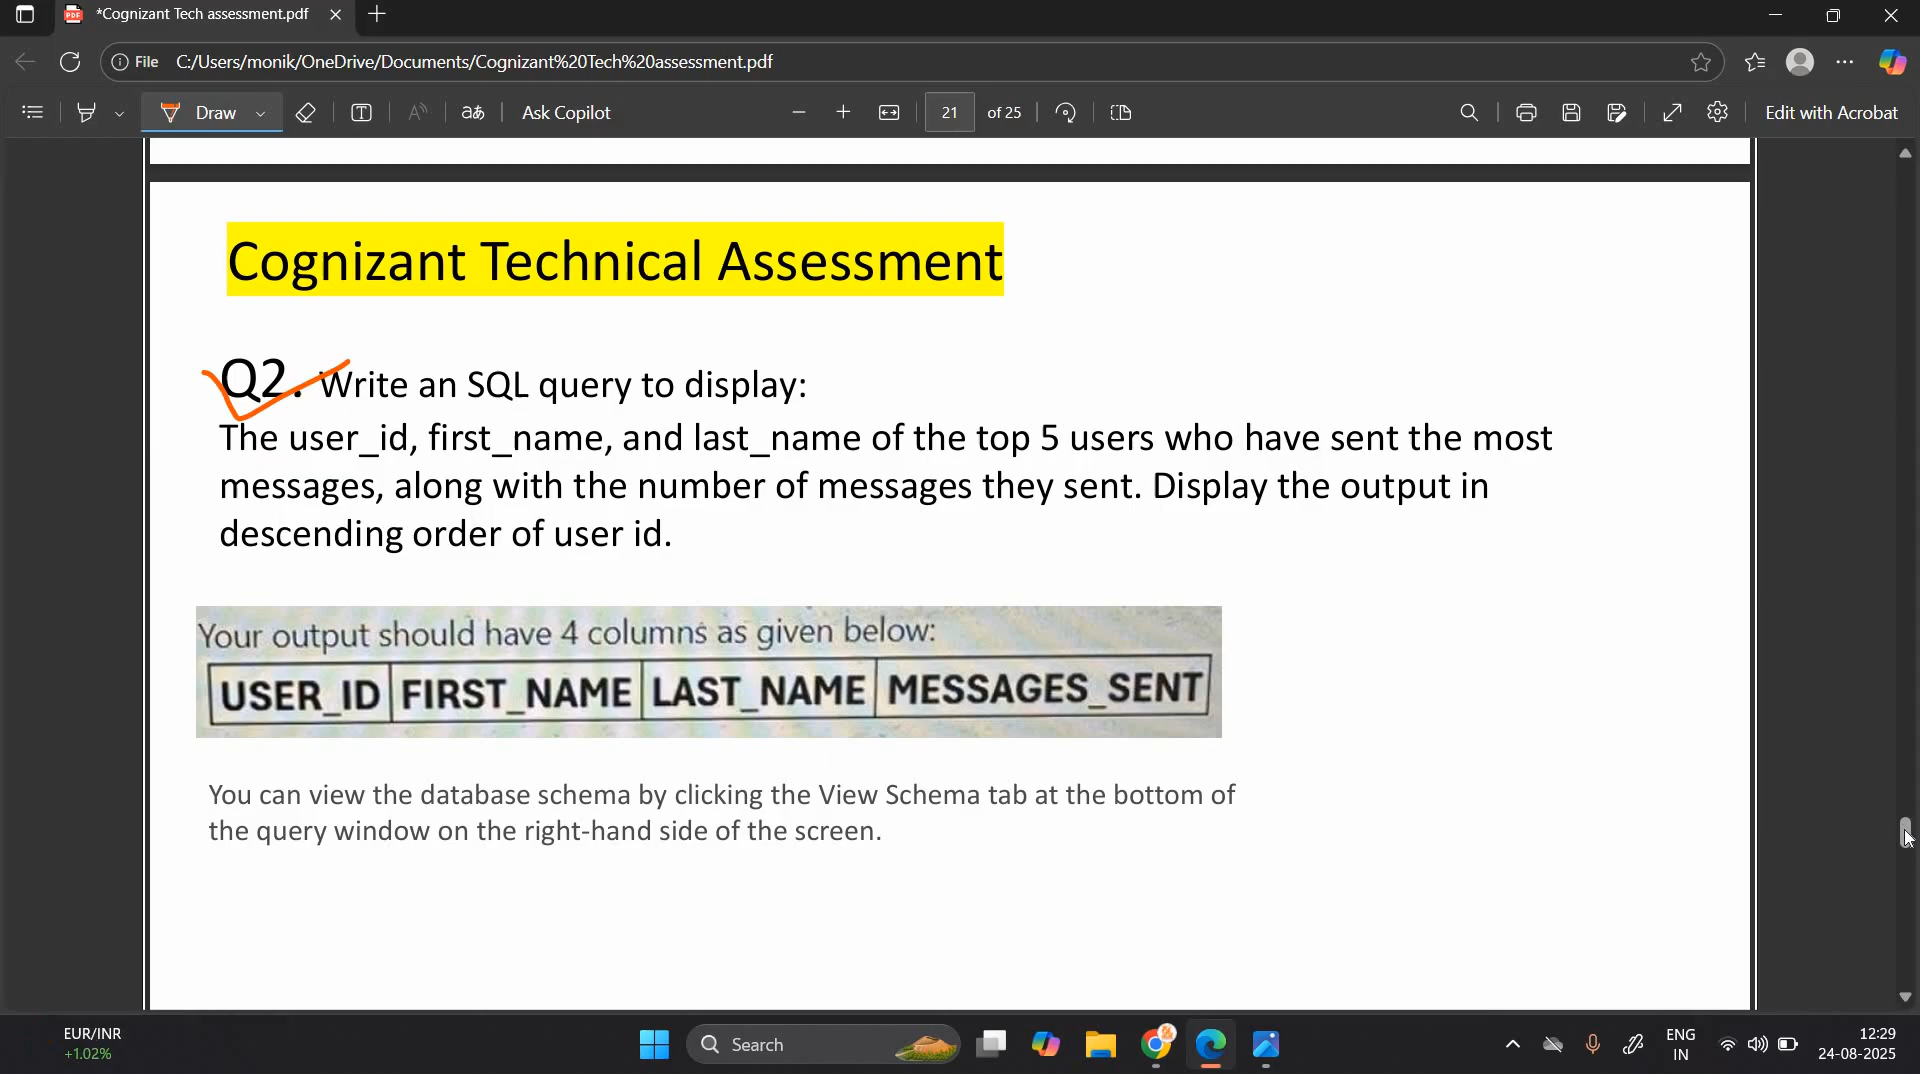 *Cognizant Tech assessment.pdf
File C:/Users/monik/OneDrive/Documents/Cognizant%20Tech%20assessment.pdf
Draw Ask Copilot 21 of 25 Edit with Acrobat
Cognizant Technical Assessment
Q2. Write an SQL query to display:
The user_id, first_name, and last_name of the top 5 users who have sent the most
messages, along with the number of messages they sent. Display the output in
descending order of user id.
Your output should have 4 columns as given below:
USER_ID FIRST_NAME LAST_NAME MESSAGES_SENT
You can view the database schema by clicking the View Schema tab at the bottom of
the query window on the right-hand side of the screen.
EUR/INR
+1.02%
Search
ENG
IN
12:29
24-08-2025